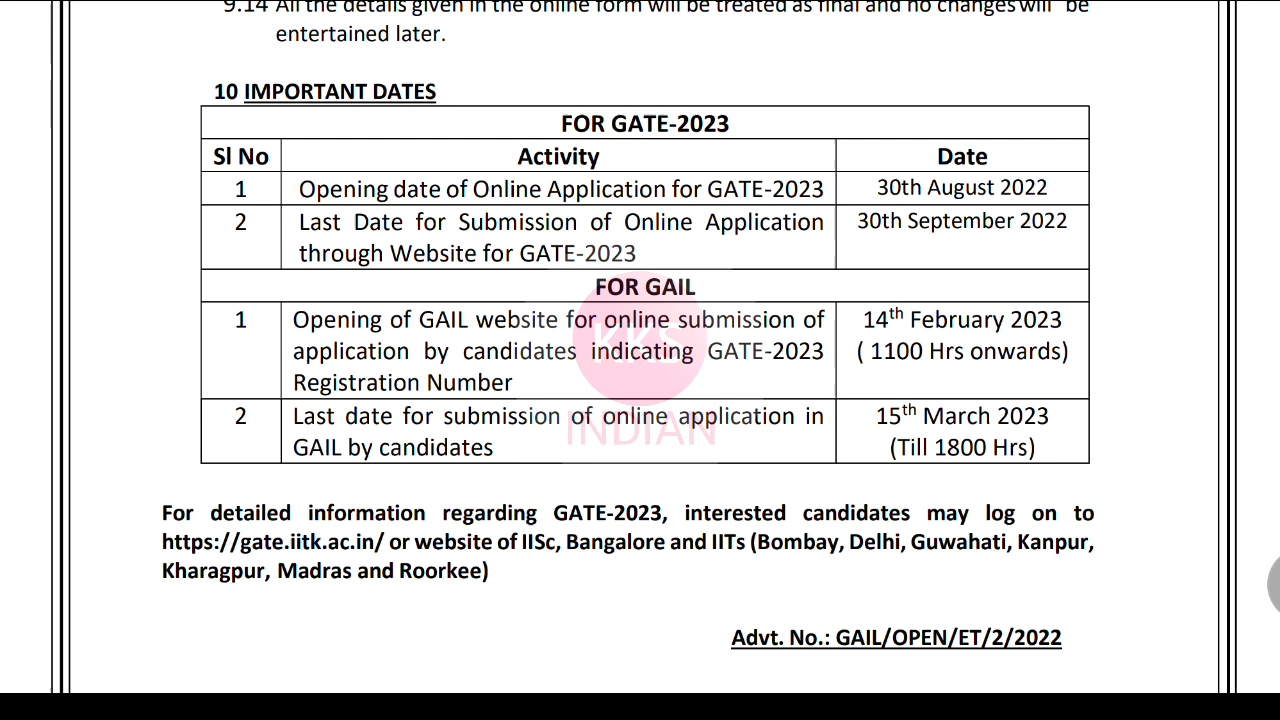 9.14 All the details given in the online form will be treated as final and no changes will be
entertained later.
10 IMPORTANT DATES
FOR GATE-2023
Sl No Activity Date
1 Opening date of Online Application for GATE-2023 30th August 2022
2 Last Date for Submission of Online Application 30th September 2022
through Website for GATE-2023
FOR GAIL
1 Opening of GAIL website for online submission of 14th February 2023
application by candidates indicating GATE-2023 ( 1100 Hrs onwards)
Registration Number
2 Last date for submission of online application in 15th March 2023
GAIL by candidates (Till 1800 Hrs)
KKS
INDIAN
For detailed information regarding GATE-2023, interested candidates may log on to
https://gate.iitk.ac.in/ or website of IISc, Bangalore and IITs (Bombay, Delhi, Guwahati, Kanpur,
Kharagpur, Madras and Roorkee)
Advt. No.: GAIL/OPEN/ET/2/2022